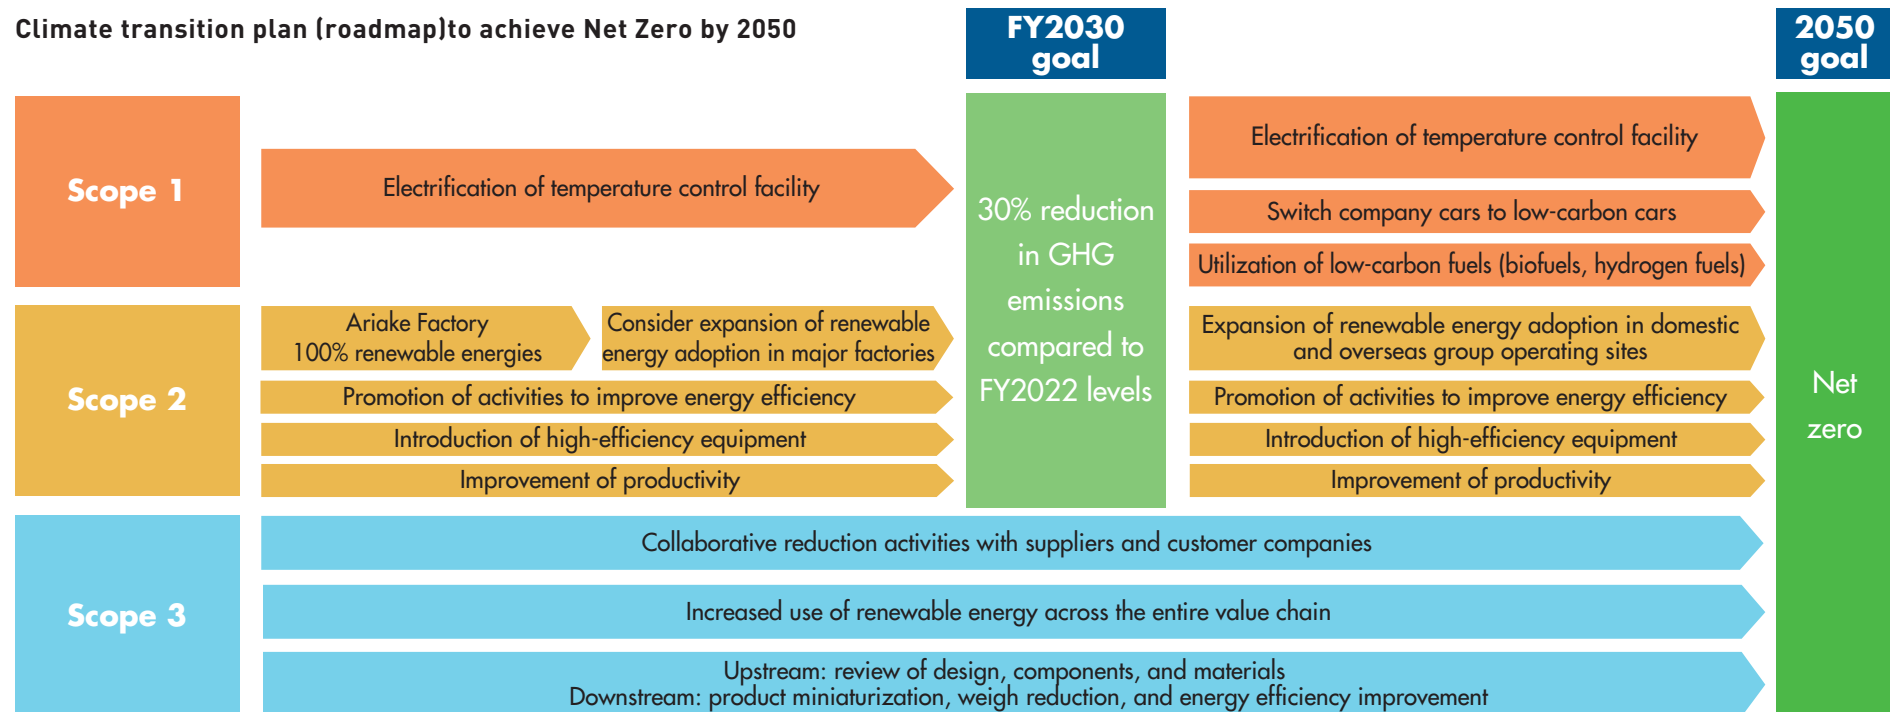 Climate transition plan (roadmap)to achieve Net Zero by 2050
FY2030
goal
2050
goal
Scope 1
Electrification of temperature control facility
30% reduction
in GHG
emissions
compared to
FY2022 levels
Electrification of temperature control facility
Switch company cars to low-carbon cars
Utilization of low-carbon fuels (biofuels, hydrogen fuels)
Net
zero
Scope 2
Ariake Factory
100% renewable energies
Consider expansion of renewable
energy adoption in major factories
Promotion of activities to improve energy efficiency
Introduction of high-efficiency equipment
Improvement of productivity
Expansion of renewable energy adoption in domestic
and overseas group operating sites
Promotion of activities to improve energy efficiency
Introduction of high-efficiency equipment
Improvement of productivity
Scope 3
Collaborative reduction activities with suppliers and customer companies
Increased use of renewable energy across the entire value chain
Upstream: review of design, components, and materials
Downstream: product miniaturization, weigh reduction, and energy efficiency improvement